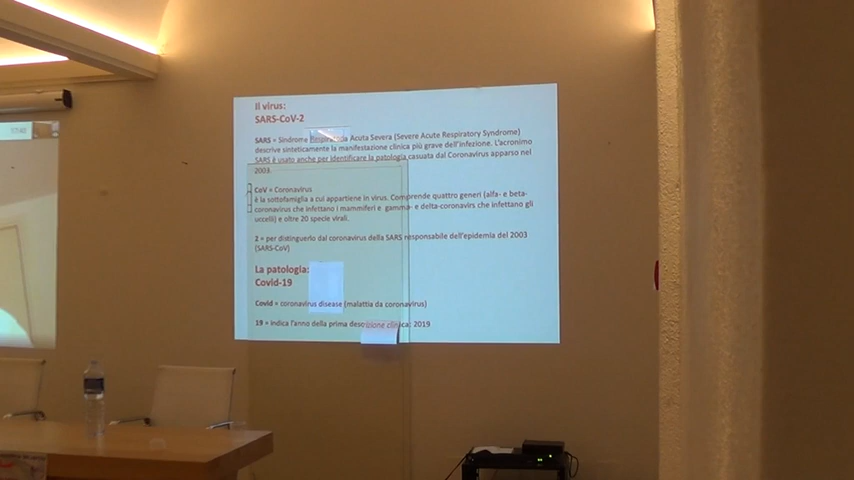 Il virus:
SARS-CoV-2
SARS = Sindrome Respiratoria Acuta Severa (Severe Acute Respiratory Syndrome)
descrive sinteticamente la manifestazione clinica più grave dell'infezione. L'acronimo
SARS è usato anche per identificare la patologia casuata dal Coronavirus apparso nel
2003.
CoV = Coronavirus
è la sottofamiglia a cui appartiene in virus. Comprende quattro generi (alfa- e beta-
coronavirus che infettano i mammiferi e gamma- e delta-coronavirs che infettano gli
uccelli) e oltre 20 specie virali.
2 = per distinguerlo dal coronavirus della SARS responsabile dell'epidemia del 2003
(SARS-CoV)
La patologia:
Covid-19
Covid = coronavirus disease (malattia da coronavirus)
19 = indica l'anno della prima descrizione clinica: 2019